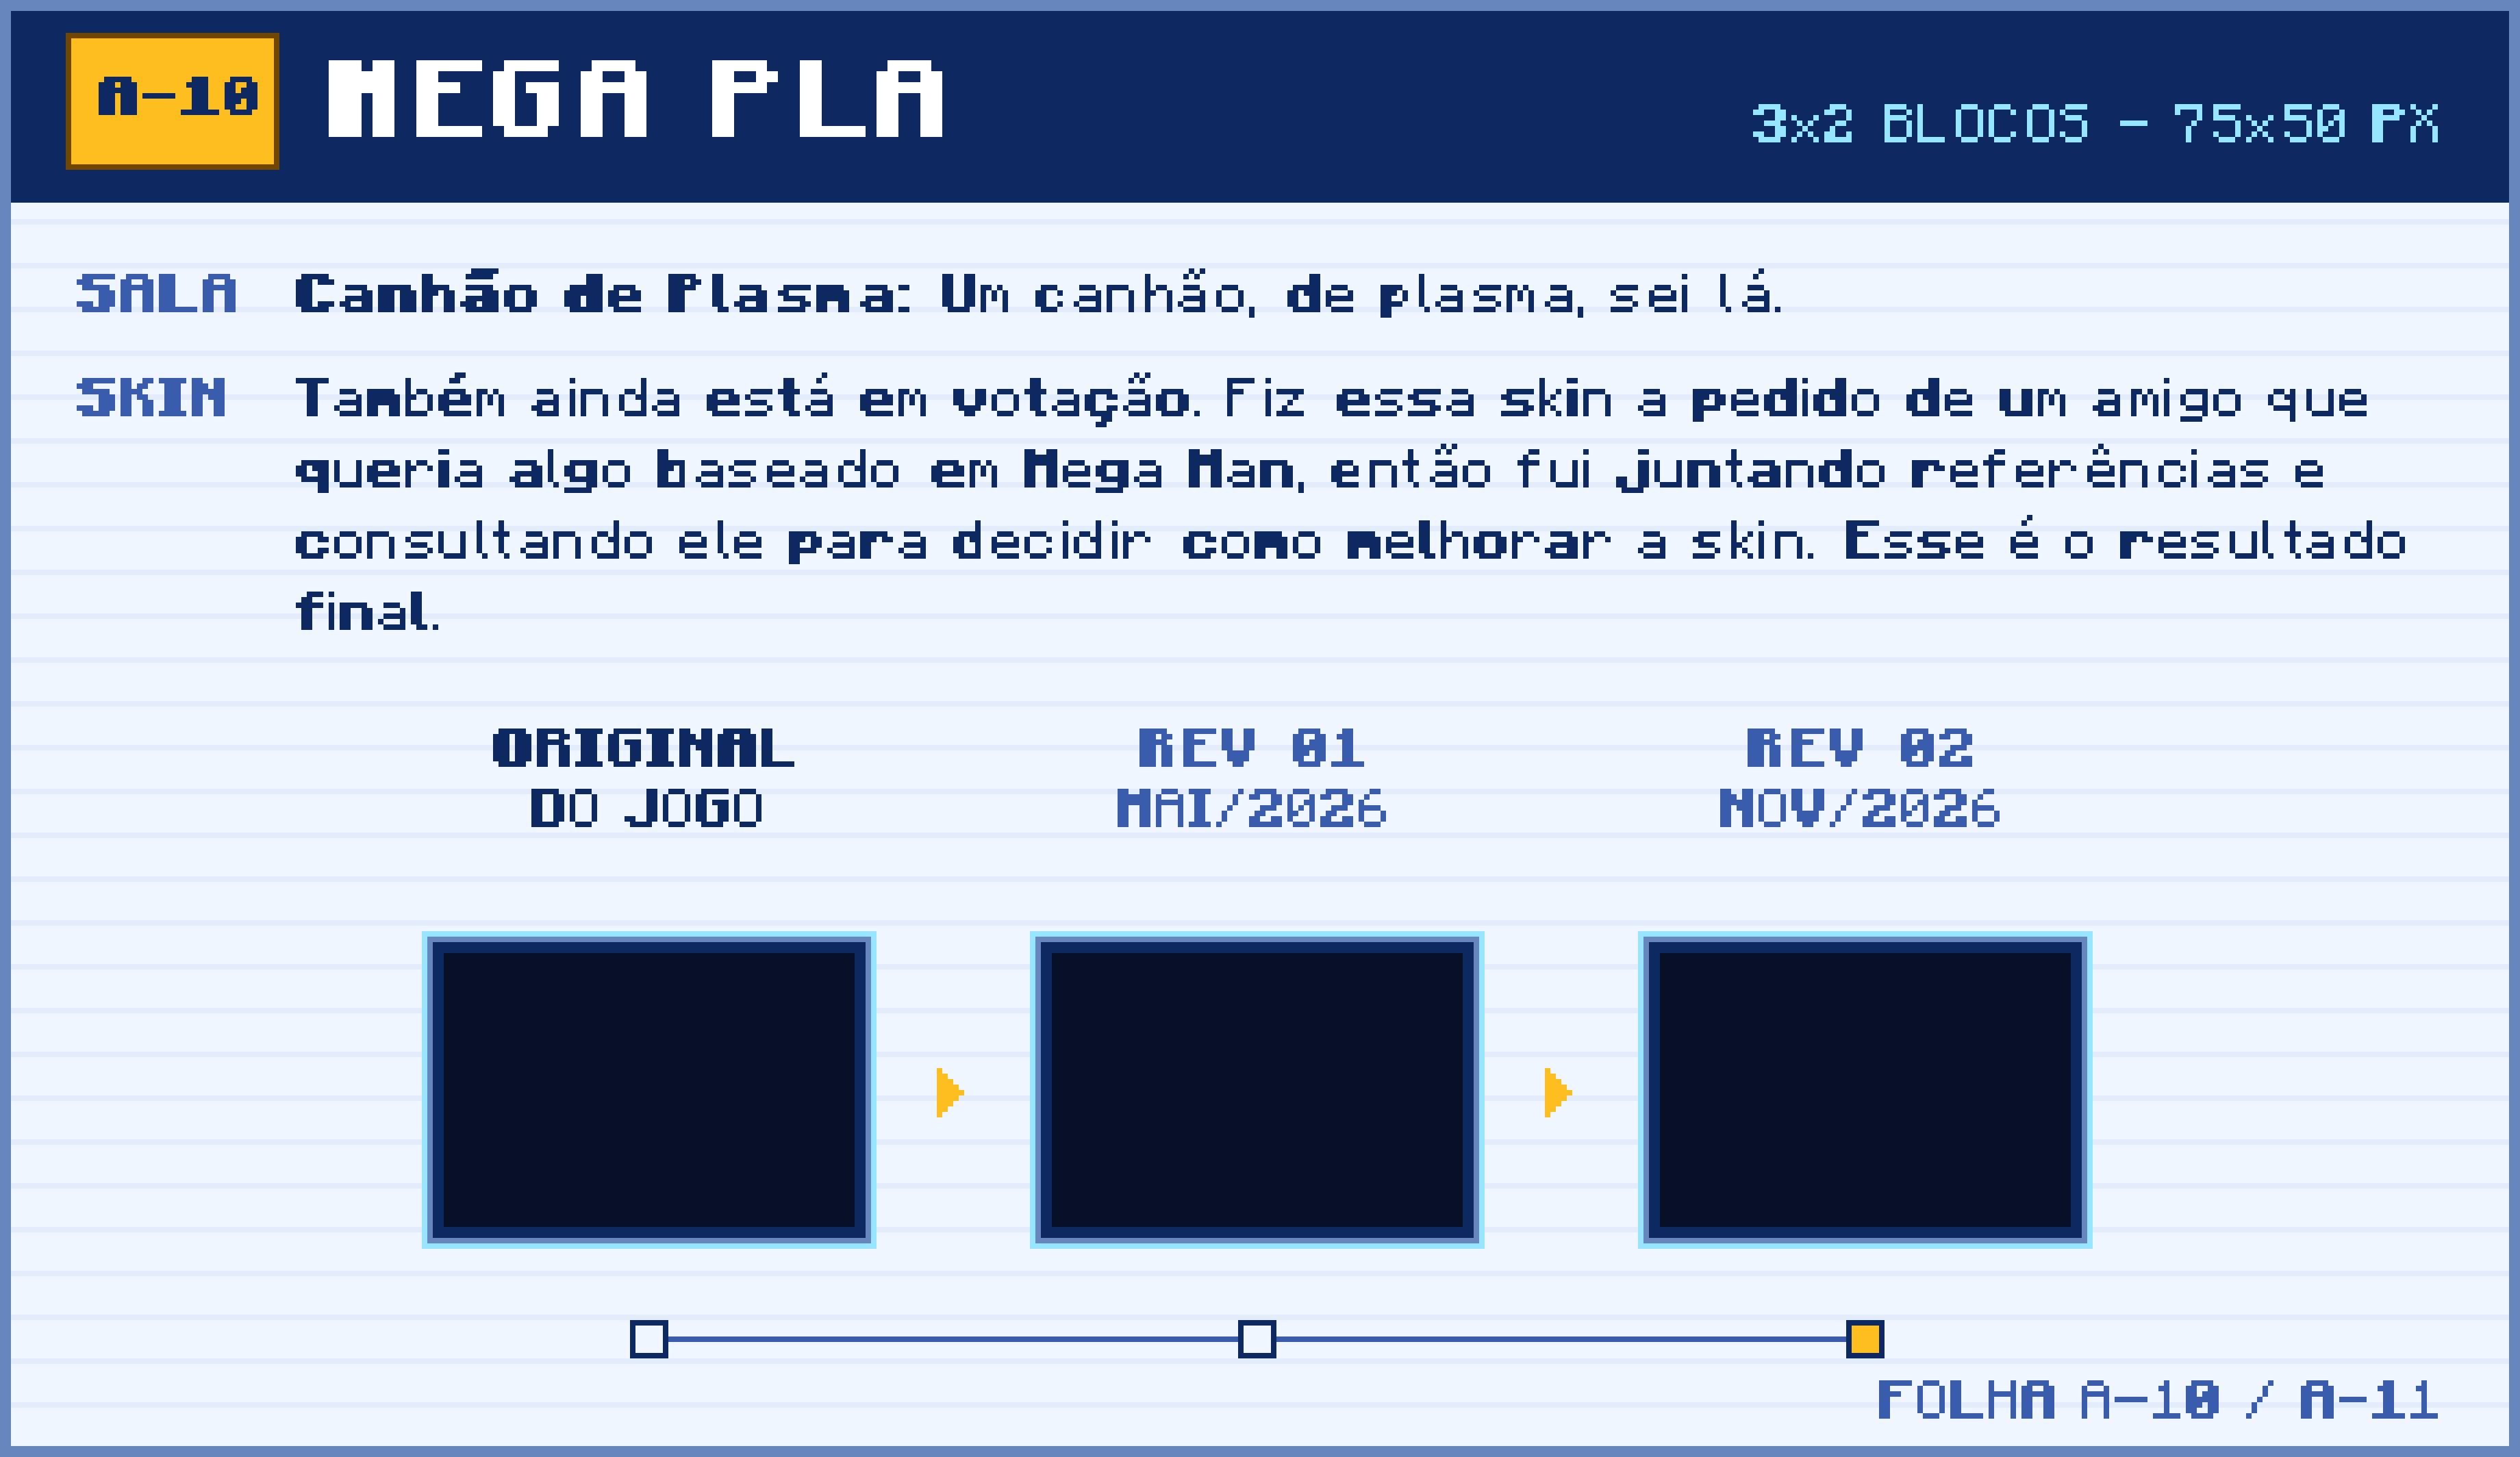 A-10 MEGA PLA
3x2 BLOCOS - 75x50 PX
SALA Canhão de Plasma: Um canhão, de plasma, sei lá.
SKIN Também ainda está em votação. Fiz essa skin a pedido de um amigo que
queria algo baseado em Mega Man, então fui juntando referências e
consultando ele para decidir como melhorar a skin. Esse é o resultado
final.
ORIGINAL
DO JOGO
REV 01
MAI/2026
REV 02
NOV/2026
FOLHA A-10 / A-11